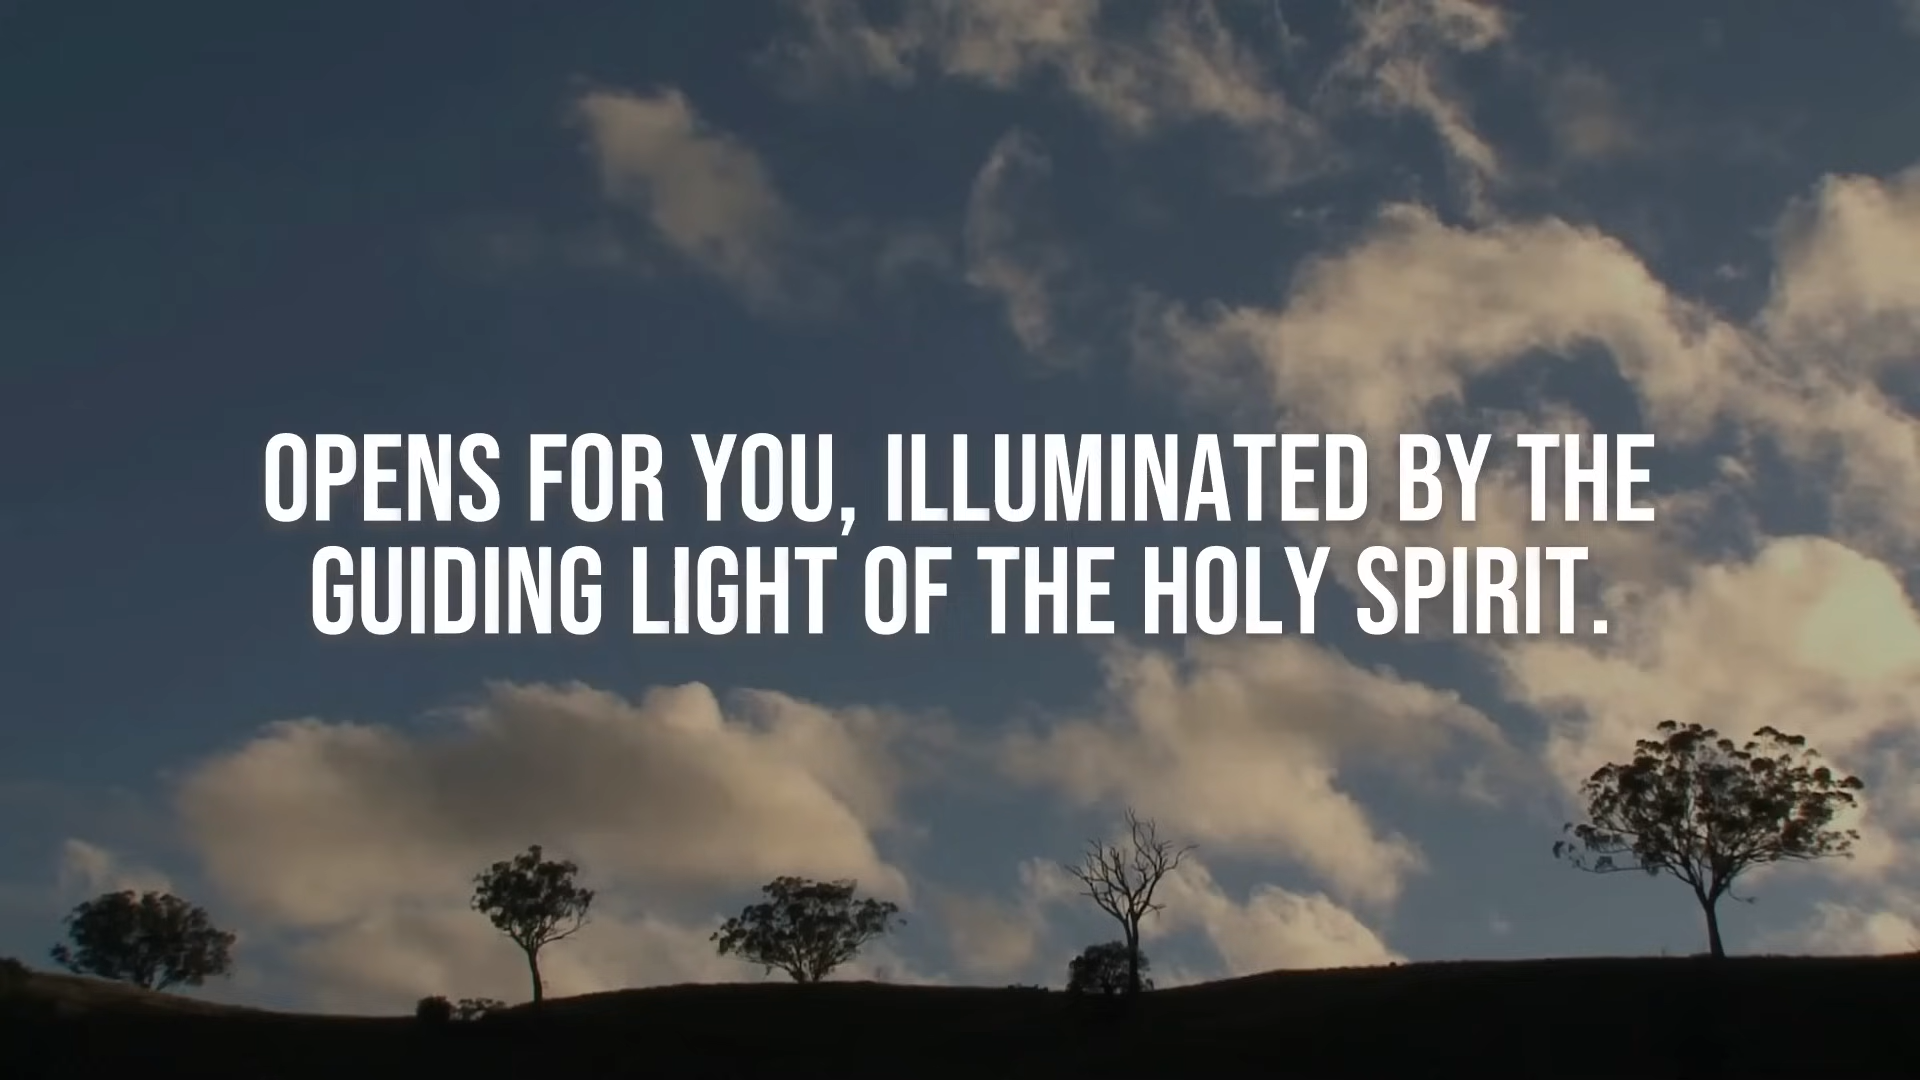 OPENS FOR YOU, ILLUMINATED BY THE
GUIDING LIGHT OF THE HOLY SPIRIT.